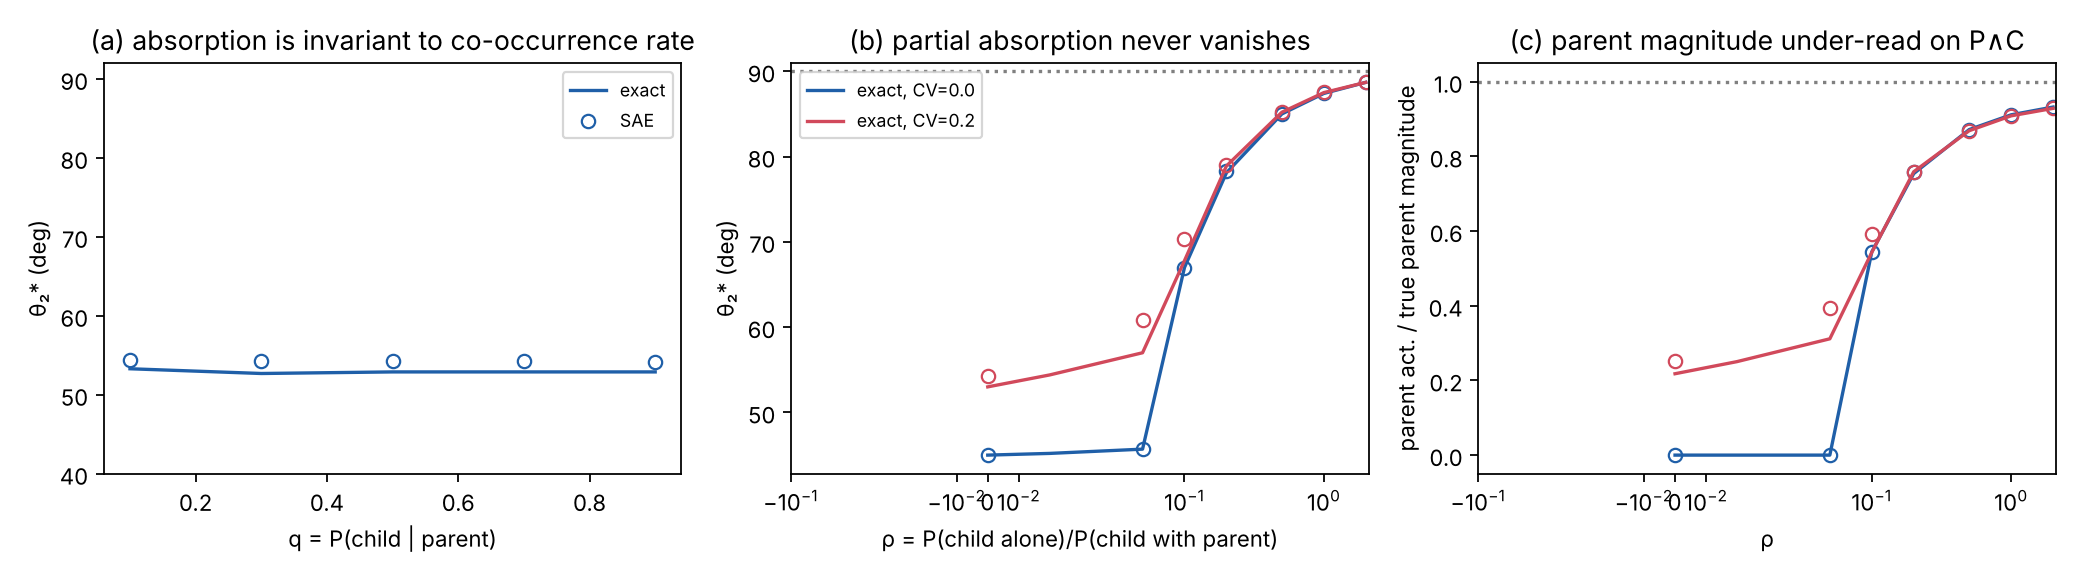 (a) absorption is invariant to co-occurrence rate
90
80
70
60
50
40
θ₂* (deg)
exact
SAE
0.2
0.4
0.6
0.8
q = P(child | parent)
(b) partial absorption never vanishes
90
80
70
60
50
θ₂* (deg)
exact, CV=0.0
exact, CV=0.2
−10⁻¹
−10⁻²
0
10⁻²
10⁻¹
10⁰
ρ = P(child alone)/P(child with parent)
(c) parent magnitude under-read on P∧C
1.0
0.8
0.6
0.4
0.2
0.0
parent act. / true parent magnitude
−10⁻¹
−10⁻²
0
10⁻²
10⁻¹
10⁰
ρ